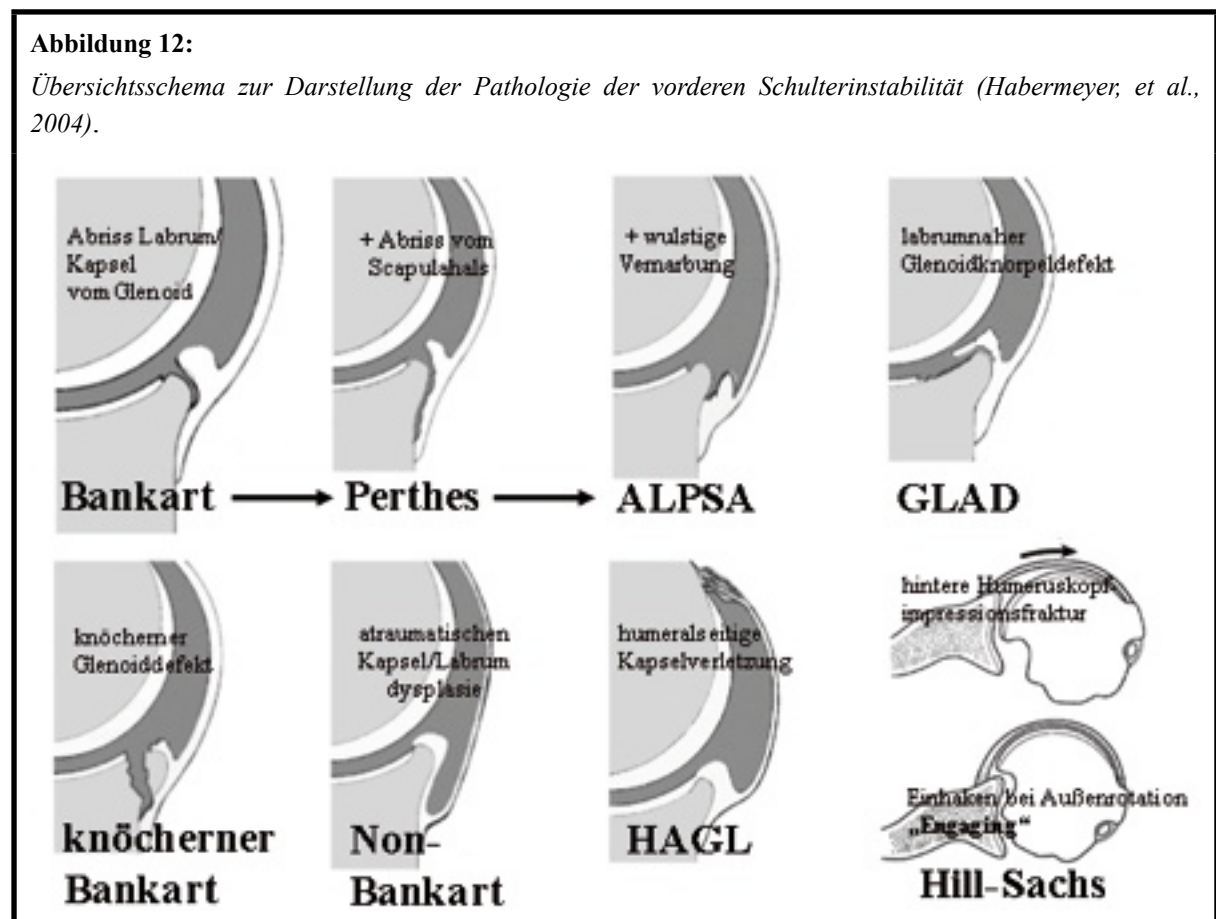 Abbildung 12:
Übersichtsschema zur Darstellung der Pathologie der vorderen Schulterinstabilität (Habermeyer, et al.,
2004).
Abriss Labrum/
Kapsel
vom Glenoid
Bankart
+ Abriss vom
Scapulahals
Perthes
+ wulstige
Vernarbung
ALPSA
labrumnaher
Glenoidknorpeldefekt
GLAD
knöcherner
Glenoiddefekt
knöcherner
Bankart
atraumatischen
Kapsel/Labrum
dysplasie
Non-
Bankart
humeralseitige
Kapselverletzung
HAGL
hintere Humeruskopf-
impressionsfraktur
Einhaken bei Außenrotation
„Engaging“
Hill-Sachs